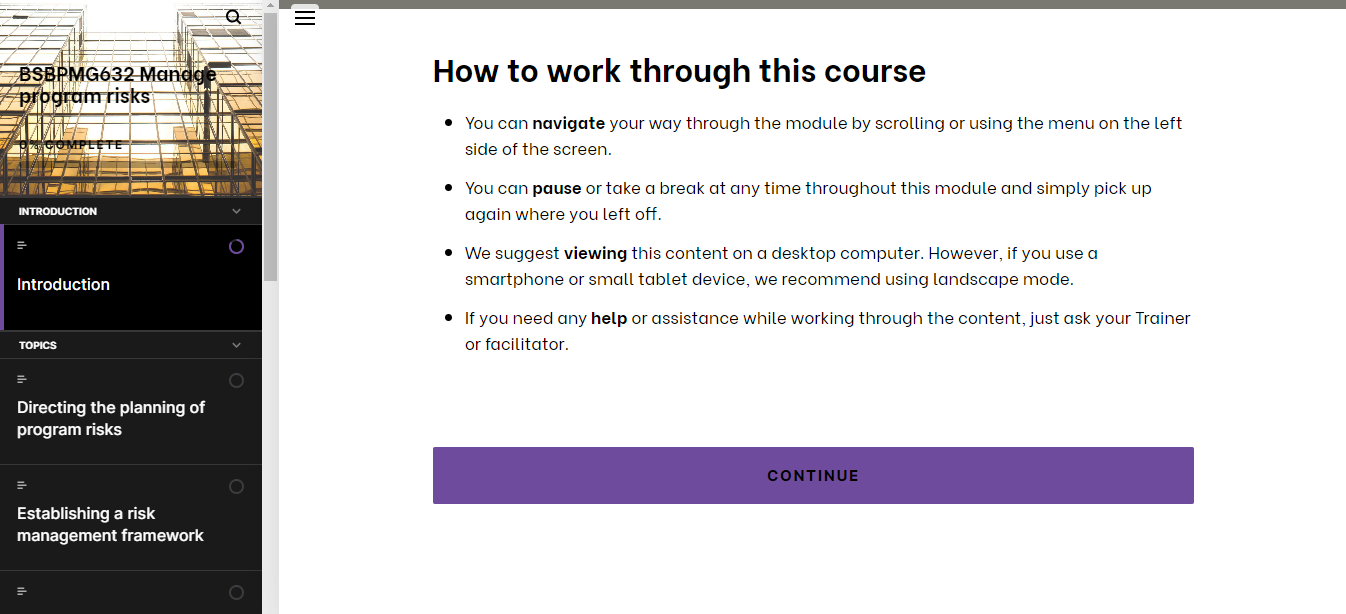 BSBPMG632 Manage
program risks
0% COMPLETE
INTRODUCTION
Introduction
TOPICS
Directing the planning of
program risks
Establishing a risk
management framework
How to work through this course
You can navigate your way through the module by scrolling or using the menu on the left
side of the screen.
You can pause or take a break at any time throughout this module and simply pick up
again where you left off.
We suggest viewing this content on a desktop computer. However, if you use a
smartphone or small tablet device, we recommend using landscape mode.
If you need any help or assistance while working through the content, just ask your Trainer
or facilitator.
CONTINUE